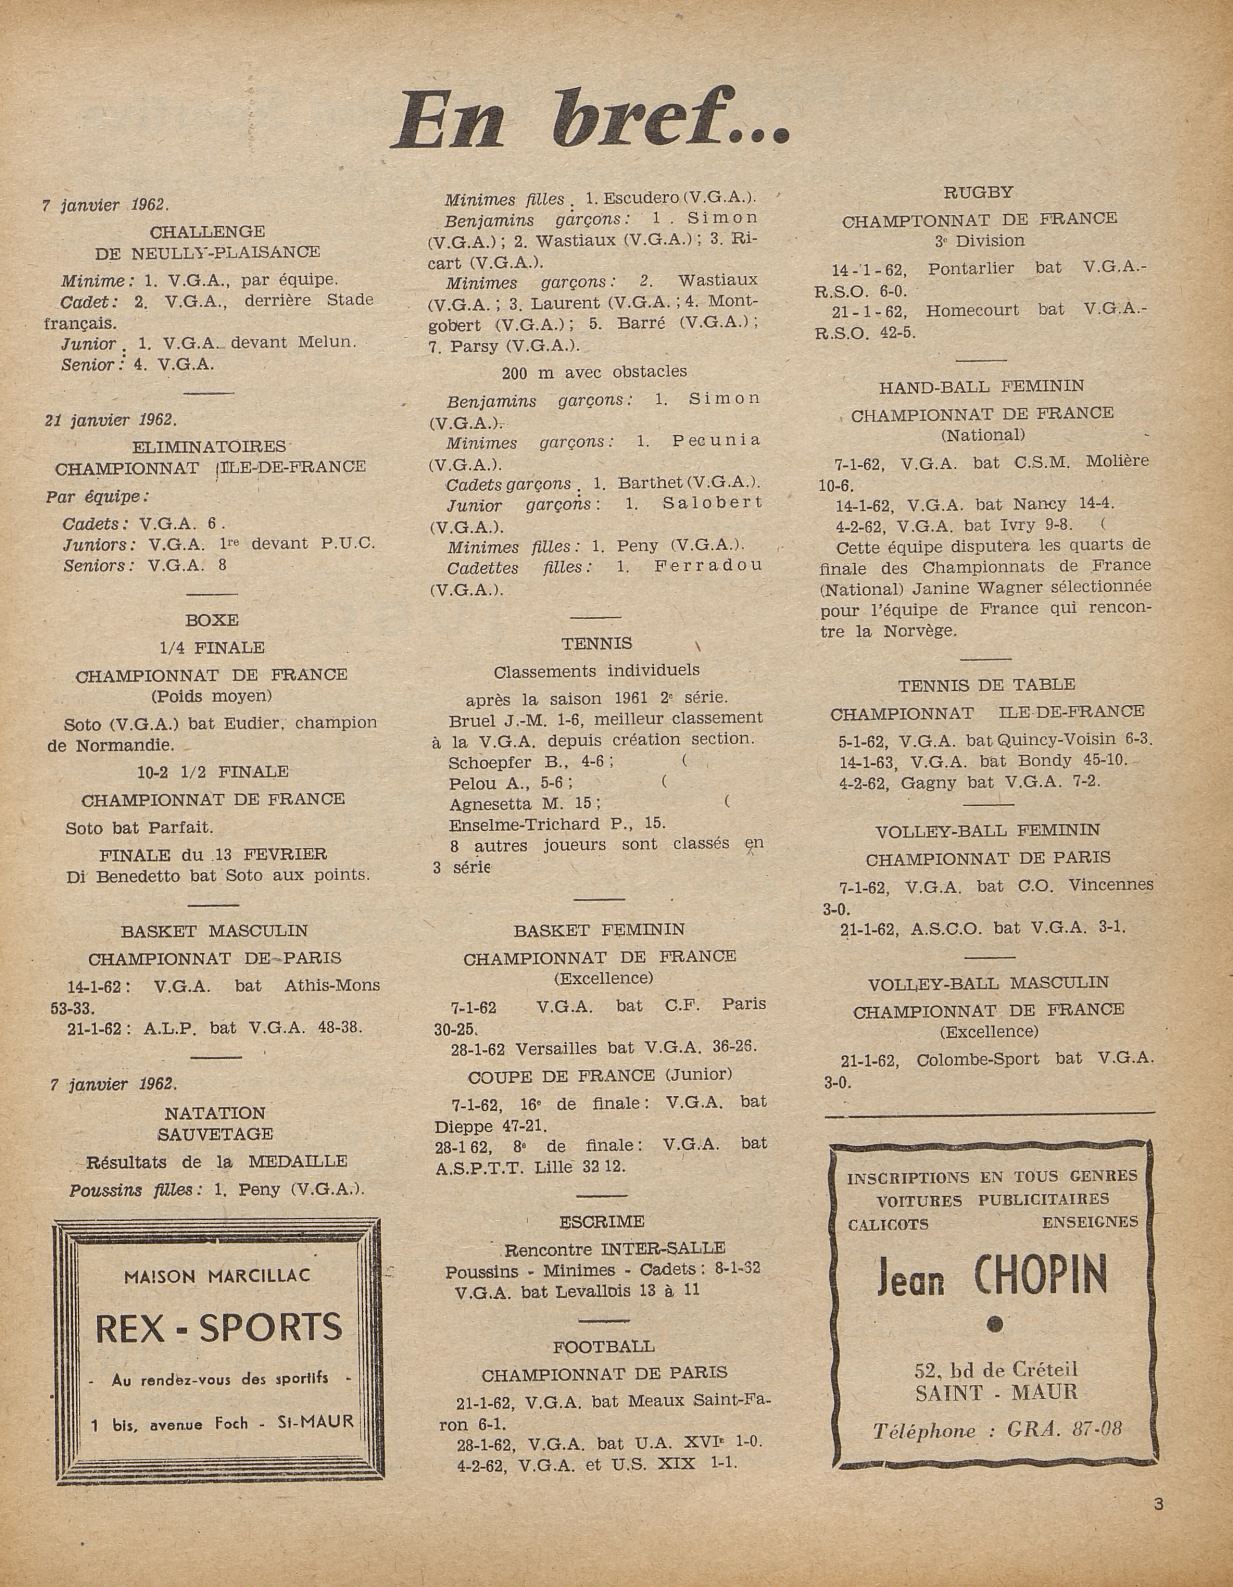 En bref...
7 janvier 1962.
CHALLENGE
DE NEULLY-PLAISANCE
Minime : 1. V.G.A., par équipe.
Cadet : 2. V.G.A., derrière Stade
français.
Junior . 1. V.G.A. devant Melun.
Senior : 4. V.G.A.
21 janvier 1962.
ELIMINATOIRES
CHAMPIONNAT ILE-DE-FRANCE
Par équipe :
Cadets : V.G.A. 6 .
Juniors : V.G.A. 1re devant P.U.C.
Seniors : V.G.A. 8
BOXE
1/4 FINALE
CHAMPIONNAT DE FRANCE
(Poids moyen)
Soto (V.G.A.) bat Eudier, champion
de Normandie.
10-2 1/2 FINALE
CHAMPIONNAT DE FRANCE
Soto bat Parfait.
FINALE du 13 FEVRIER
Di Benedetto bat Soto aux points.
BASKET MASCULIN
CHAMPIONNAT DE PARIS
14-1-62 : V.G.A. bat Athis-Mons
53-33.
21-1-62 : A.L.P. bat V.G.A. 48-38.
7 janvier 1962.
NATATION
SAUVETAGE
Résultats de la MEDAILLE
Poussins filles : 1. Peny (V.G.A.).
MAISON MARCILLAC
REX - SPORTS
- Au rendez-vous des sportifs -
1 bis, avenue Foch - St-MAUR
Minimes filles . 1. Escudero (V.G.A.).
Benjamins garçons : 1 . Simon
(V.G.A.) ; 2. Wastiaux (V.G.A.) ; 3. Ri-
cart (V.G.A.).
Minimes garçons : 2. Wastiaux
(V.G.A. ; 3. Laurent (V.G.A. ; 4. Mont-
gobert (V.G.A.) ; 5. Barré (V.G.A.) ;
7. Parsy (V.G.A.).
200 m avec obstacles
Benjamins garçons : 1. Simon
(V.G.A.).
Minimes garçons : 1. Pecunia
(V.G.A.).
Cadets garçons . 1. Barthet (V.G.A.).
Junior garçons : 1. Salobert
(V.G.A.).
Minimes filles : 1. Peny (V.G.A.).
Cadettes filles : 1. Ferradou
(V.G.A.).
TENNIS
Classements individuels
après la saison 1961 2e série.
Bruel J.-M. 1-6, meilleur classement
à la V.G.A. depuis création section.
Schoepfer B., 4-6 ; (
Pelou A., 5-6 ; (
Agnesetta M. 15 ; (
Enselme-Trichard P., 15.
8 autres joueurs sont classés en
3 série
BASKET FEMININ
CHAMPIONNAT DE FRANCE
(Excellence)
7-1-62 V.G.A. bat C.F. Paris
30-25.
28-1-62 Versailles bat V.G.A. 36-26.
COUPE DE FRANCE (Junior)
7-1-62, 16e de finale : V.G.A. bat
Dieppe 47-21.
28-1 62, 8e de finale : V.G.A. bat
A.S.P.T.T. Lille 32 12.
ESCRIME
Rencontre INTER-SALLE
Poussins - Minimes - Cadets : 8-1-62
V.G.A. bat Levallois 13 à 11
FOOTBALL
CHAMPIONNAT DE PARIS
21-1-62, V.G.A. bat Meaux Saint-Fa-
ron 6-1.
28-1-62, V.G.A. bat U.A. XVIe 1-0.
4-2-62, V.G.A. et U.S. XIX 1-1.
RUGBY
CHAMPTONNAT DE FRANCE
3e Division
14-1-62, Pontarlier bat V.G.A.-
R.S.O. 6-0.
21-1-62, Homecourt bat V.G.A.-
R.S.O. 42-5.
HAND-BALL FEMININ
CHAMPIONNAT DE FRANCE
(National)
7-1-62, V.G.A. bat C.S.M. Molière
10-6.
14-1-62, V.G.A. bat Nancy 14-4.
4-2-62, V.G.A. bat Ivry 9-8. (
Cette équipe disputera les quarts de
finale des Championnats de France
(National) Janine Wagner sélectionnée
pour l'équipe de France qui rencon-
tre la Norvège.
TENNIS DE TABLE
CHAMPIONNAT ILE-DE-FRANCE
5-1-62, V.G.A. bat Quincy-Voisin 6-3.
14-1-63, V.G.A. bat Bondy 45-10.
4-2-62, Gagny bat V.G.A. 7-2.
VOLLEY-BALL FEMININ
CHAMPIONNAT DE PARIS
7-1-62, V.G.A. bat C.O. Vincennes
3-0.
21-1-62, A.S.C.O. bat V.G.A. 3-1.
VOLLEY-BALL MASCULIN
CHAMPIONNAT DE FRANCE
(Excellence)
21-1-62, Colombe-Sport bat V.G.A.
3-0.
INSCRIPTIONS EN TOUS GENRES
VOITURES PUBLICITAIRES
CALICOTS ENSEIGNES
Jean CHOPIN
52, bd de Créteil
SAINT - MAUR
Téléphone : GRA. 87-08
3